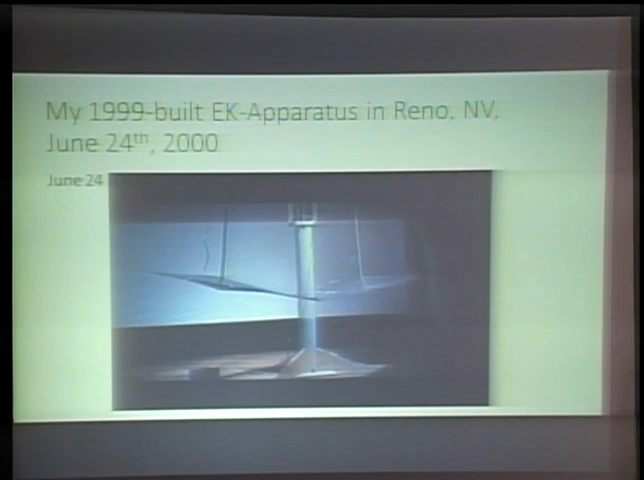 My 1999-built EK-Apparatus in Reno, NV,
June 24th, 2000
June 24